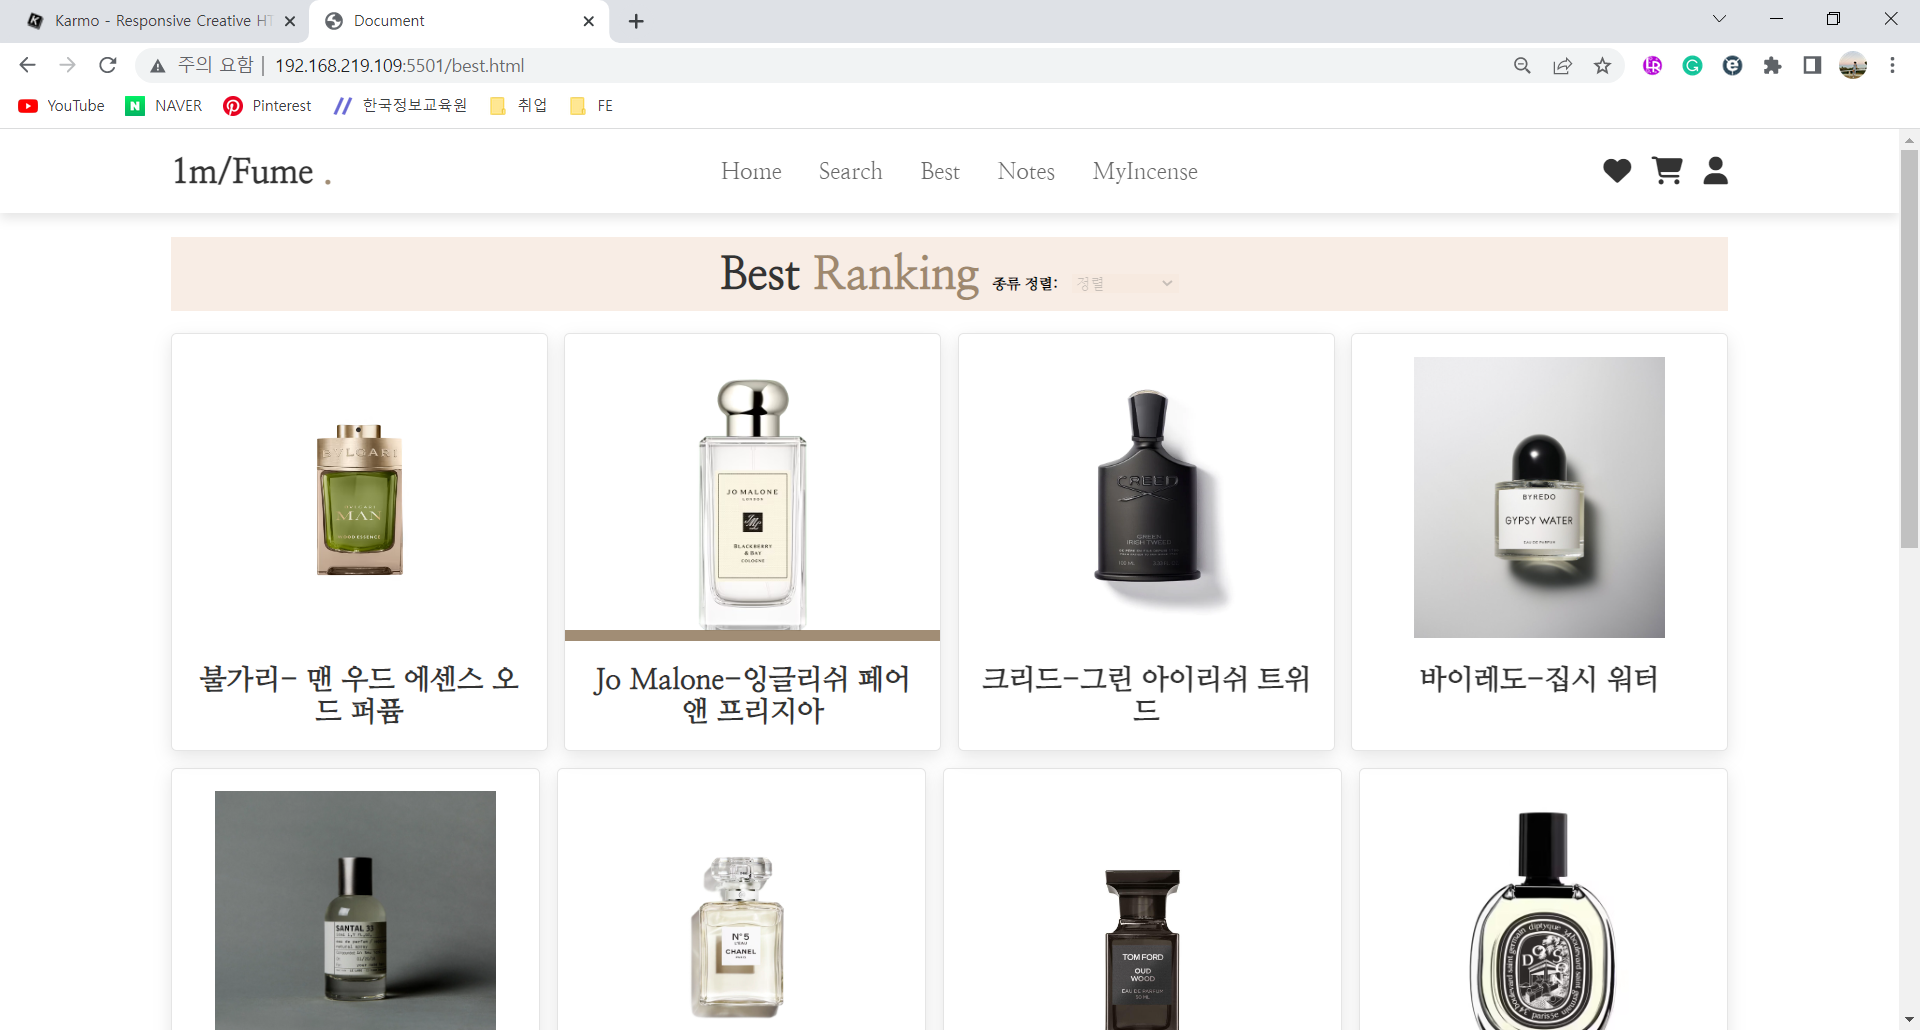 Karmo - Responsive Creative HT
Document
주의 요함 | 192.168.219.109:5501/best.html
YouTube NAVER Pinterest 한국정보교육원 취업 FE
1m/Fume .
Home Search Best Notes MyIncense
Best Ranking 종류 정렬: 정렬
BVLGARI
MAN
WOOD ESSENCE
JO MALONE
LONDON
BLACKBERRY
& BAY
COLOGNE
CREED
GREEN
IRISH TWEED
BYREDO
GYPSY WATER
EAU DE PARFUM
불가리- 맨 우드 에센스 오
드 퍼퓸
Jo Malone-잉글리쉬 페어
앤 프리지아
크리드-그린 아이리쉬 트위
드
바이레도-집시 워터
SANTAL 33
N°5
L'EAU
CHANEL
PARIS
TOM FORD
OUD
WOOD
EAU DE PARFUM
50 ML